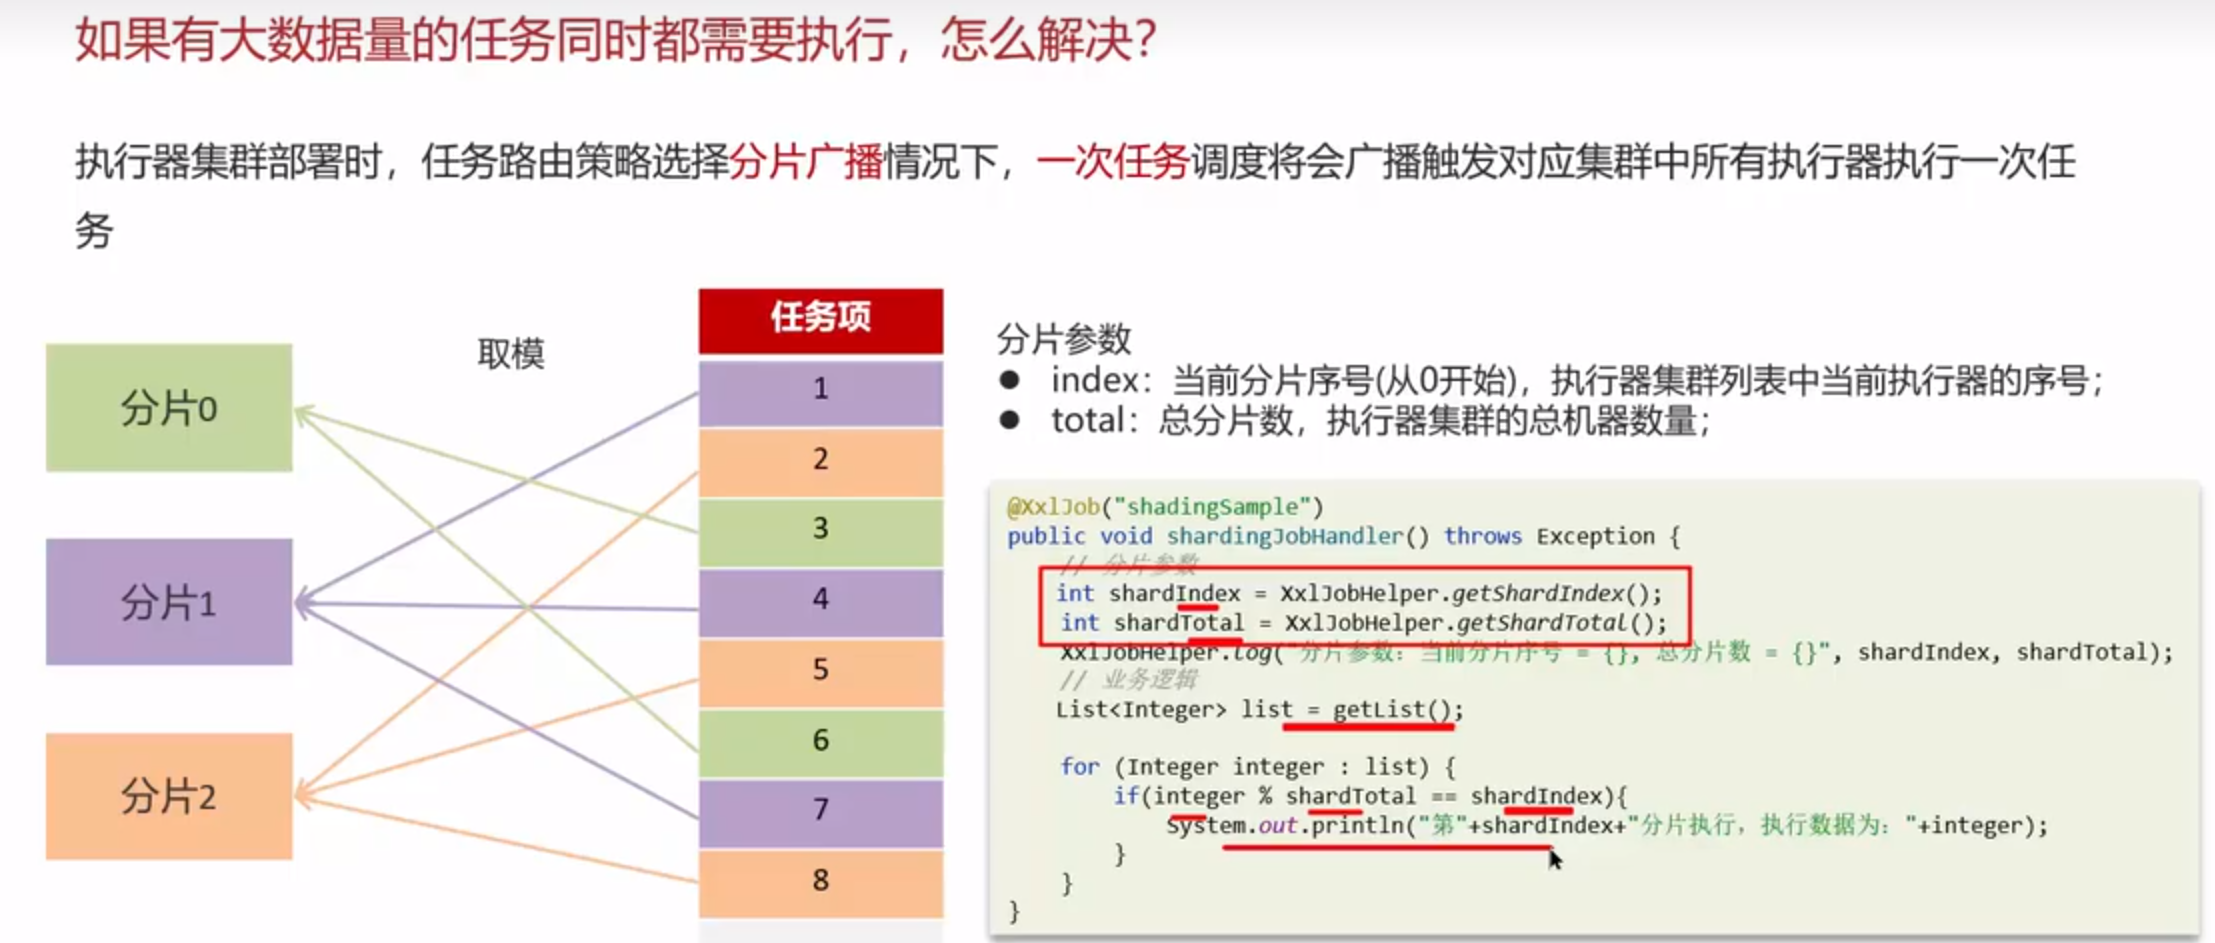 如果有大数据量的任务同时都需要执行，怎么解决？
执行器集群部署时，任务路由策略选择分片广播情况下，一次任务调度将会广播触发对应集群中所有执行器执行一次任
务
取模
分片0
分片1
分片2
任务项
1
2
3
4
5
6
7
8
分片参数
● index：当前分片序号(从0开始)，执行器集群列表中当前执行器的序号；
● total：总分片数，执行器集群的总机器数量；
@XxlJob("shadingSample")
public void shardingJobHandler() throws Exception {
// 分片参数
int shardIndex = XxlJobHelper.getShardIndex();
int shardTotal = XxlJobHelper.getShardTotal();
XxlJobHelper.log("分片参数：当前分片序号 = {}, 总分片数 = {}", shardIndex, shardTotal);
// 业务逻辑
List<Integer> list = getList();
for (Integer integer : list) {
if(integer % shardTotal == shardIndex){
System.out.println("第"+shardIndex+"分片执行，执行数据为："+integer);
}
}
}